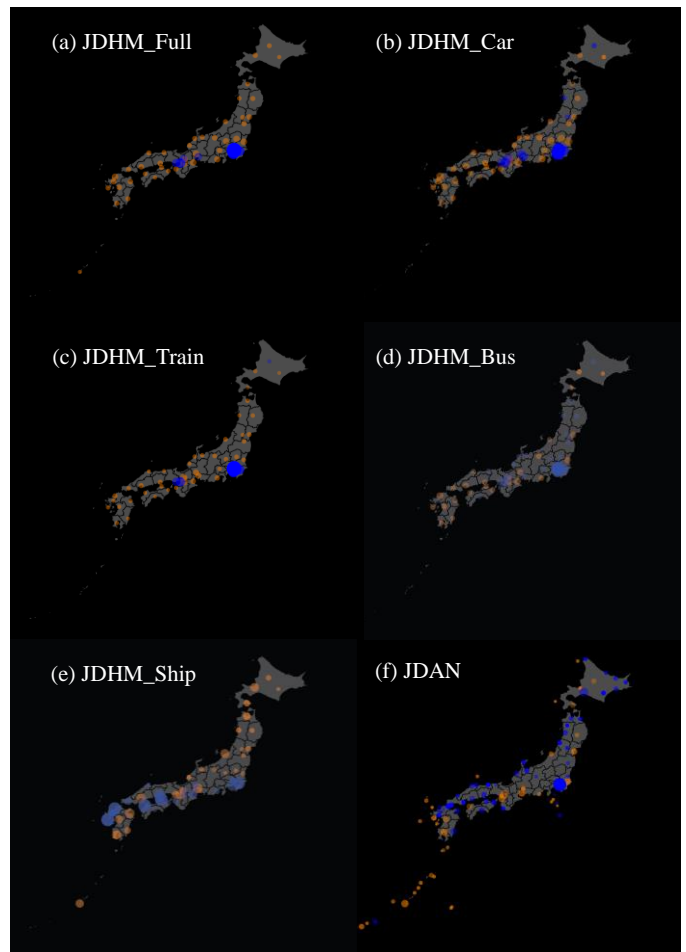 (a) JDHM_Full
(b) JDHM_Car
(c) JDHM_Train
(d) JDHM_Bus
(e) JDHM_Ship
(f) JDAN